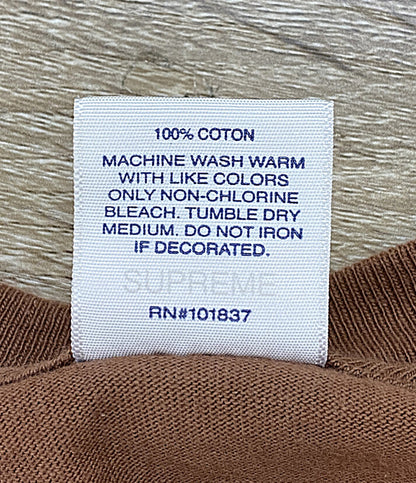 100% COTON
MACHINE WASH WARM
WITH LIKE COLORS
ONLY NON-CHLORINE
BLEACH. TUMBLE DRY
MEDIUM. DO NOT IRON
IF DECORATED.
SUPREME
RN#101837